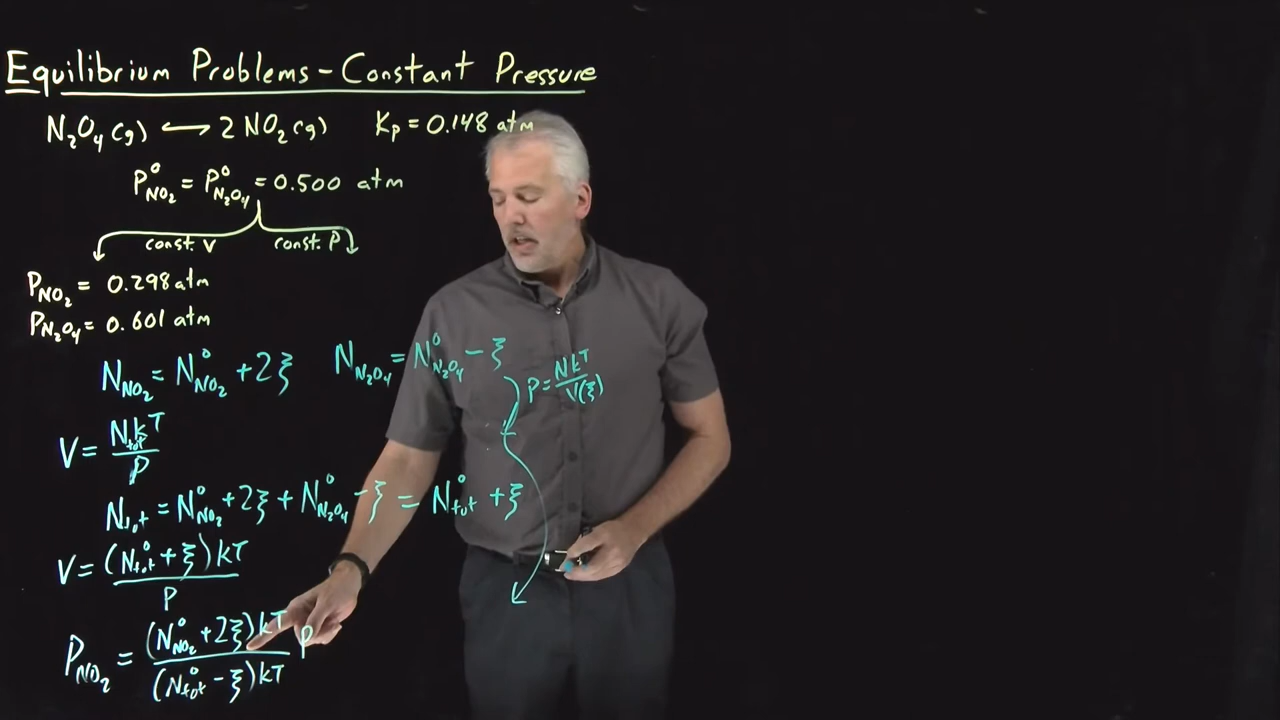 Equilibrium Problems - Constant Pressure
N₂O₄(g) ⟷ 2 NO₂(g) Kp = 0.148 atm
P°NO₂ = P°N₂O₄ = 0.500 atm
const. V const. P
PNO₂ = 0.298 atm
PN₂O₄ = 0.601 atm
NNO₂ = N°NO₂ + 2ξ NN₂O₄ = N°N₂O₄ - ξ
P = NkT / V(ξ)
V = NtotkT / P
Ntot = N°NO₂ + 2ξ + N°N₂O₄ - ξ = N°tot + ξ
V = (N°tot + ξ)kT / P
PNO₂ = (N°NO₂ + 2ξ)kT / (N°tot - ξ)kT P